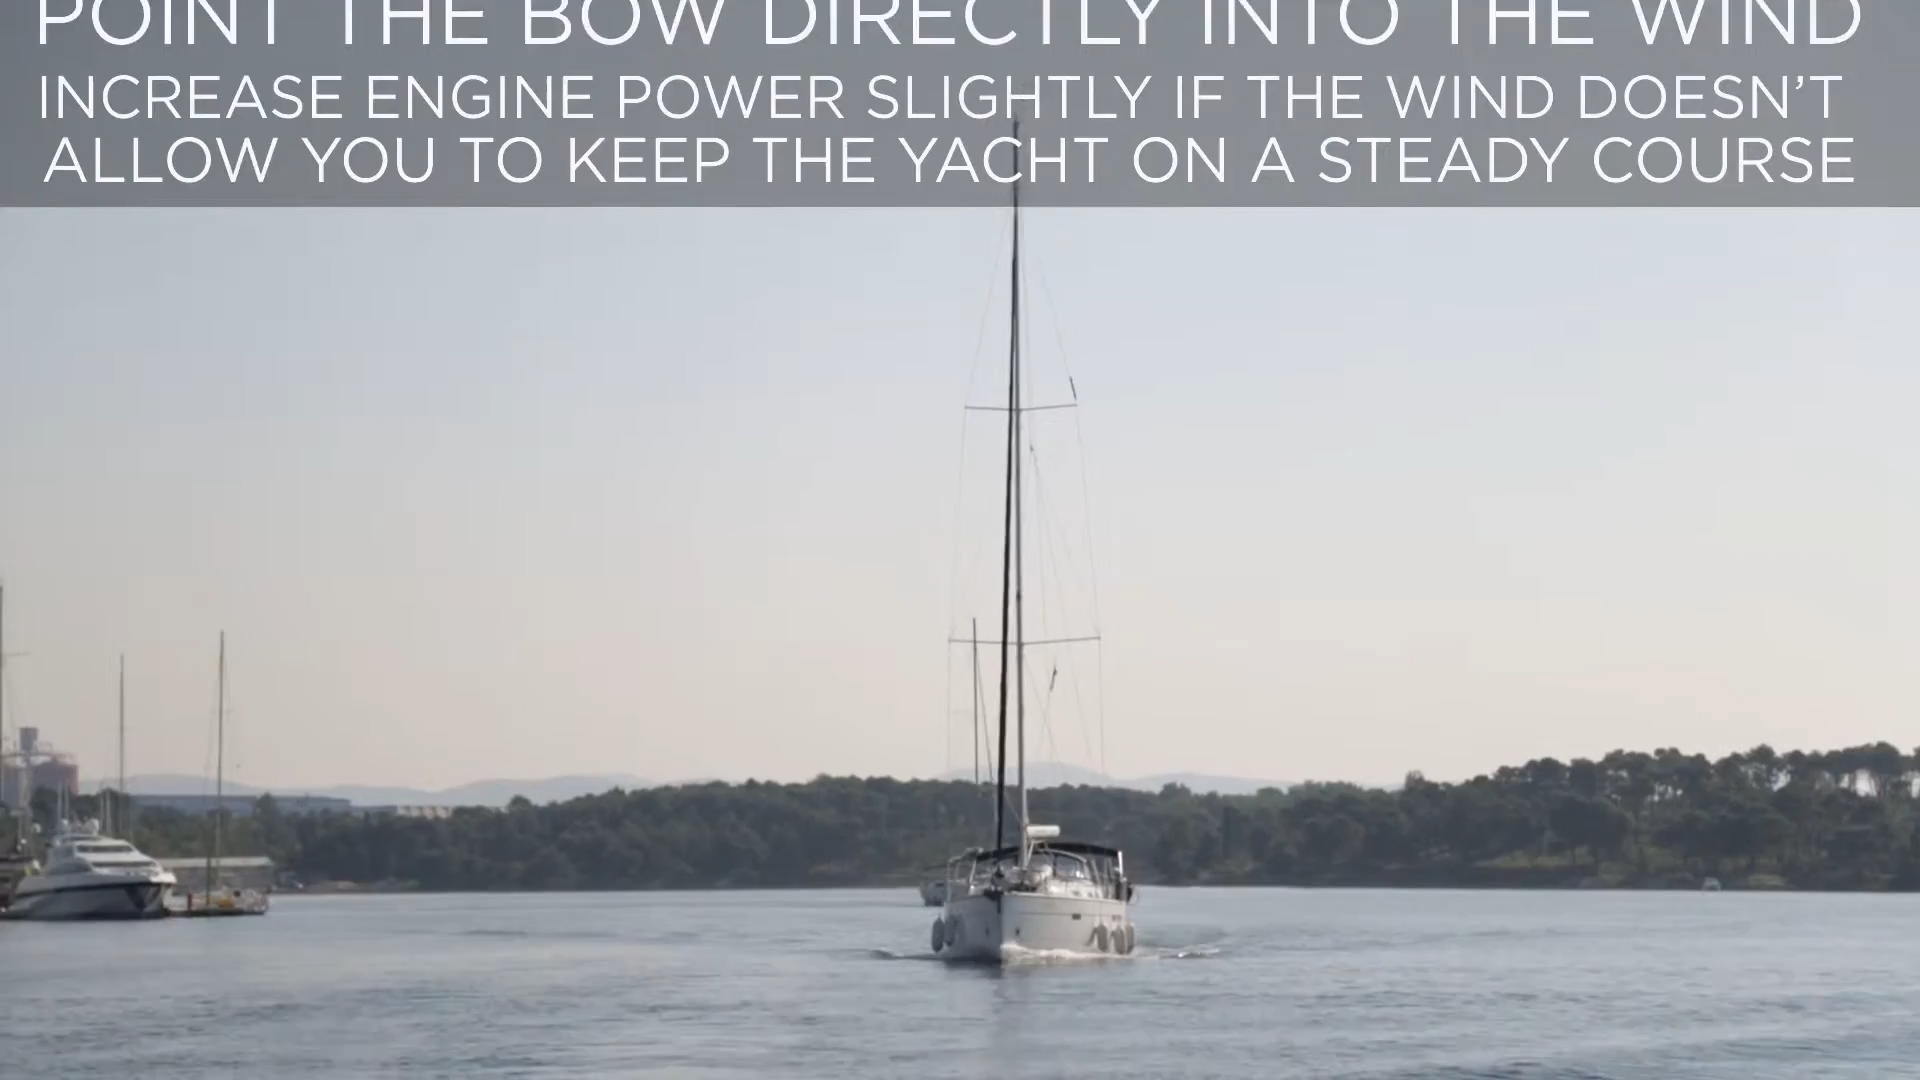 POINT THE BOW DIRECTLY INTO THE WIND
INCREASE ENGINE POWER SLIGHTLY IF THE WIND DOESN’T
ALLOW YOU TO KEEP THE YACHT ON A STEADY COURSE